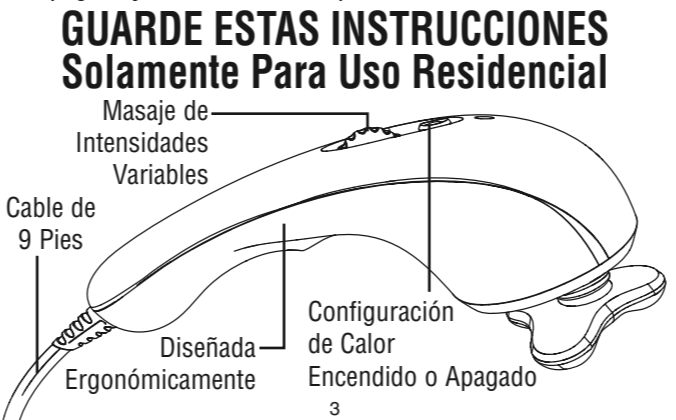 GUARDE ESTAS INSTRUCCIONES
Solamente Para Uso Residencial
Masaje de
Intensidades
Variables
Cable de
9 Pies
Diseñada
Ergonómicamente
Configuración
de Calor
Encendido o Apagado
3